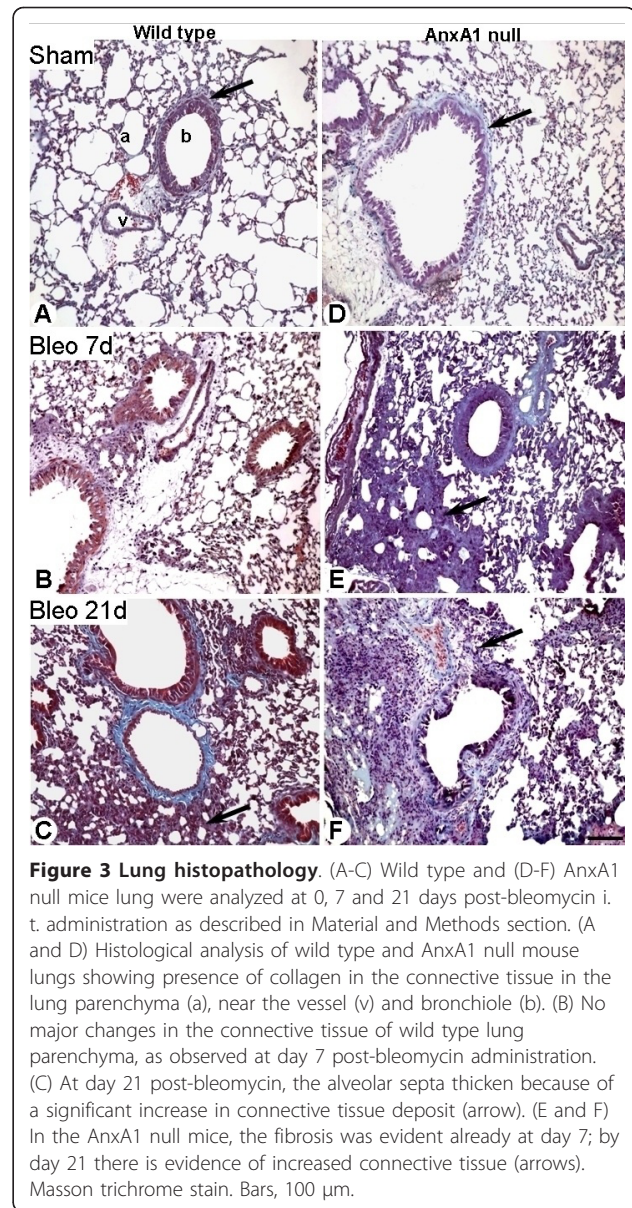 Wild type
AnxA1 null
Sham
a
b
v
A
D
Bleo 7d
B
E
Bleo 21d
C
F
Figure 3 Lung histopathology. (A-C) Wild type and (D-F) AnxA1
null mice lung were analyzed at 0, 7 and 21 days post-bleomycin i.
t. administration as described in Material and Methods section. (A
and D) Histological analysis of wild type and AnxA1 null mouse
lungs showing presence of collagen in the connective tissue in the
lung parenchyma (a), near the vessel (v) and bronchiole (b). (B) No
major changes in the connective tissue of wild type lung
parenchyma, as observed at day 7 post-bleomycin administration.
(C) At day 21 post-bleomycin, the alveolar septa thicken because of
a significant increase in connective tissue deposit (arrow). (E and F)
In the AnxA1 null mice, the fibrosis was evident already at day 7; by
day 21 there is evidence of increased connective tissue (arrows).
Masson trichrome stain. Bars, 100 μm.